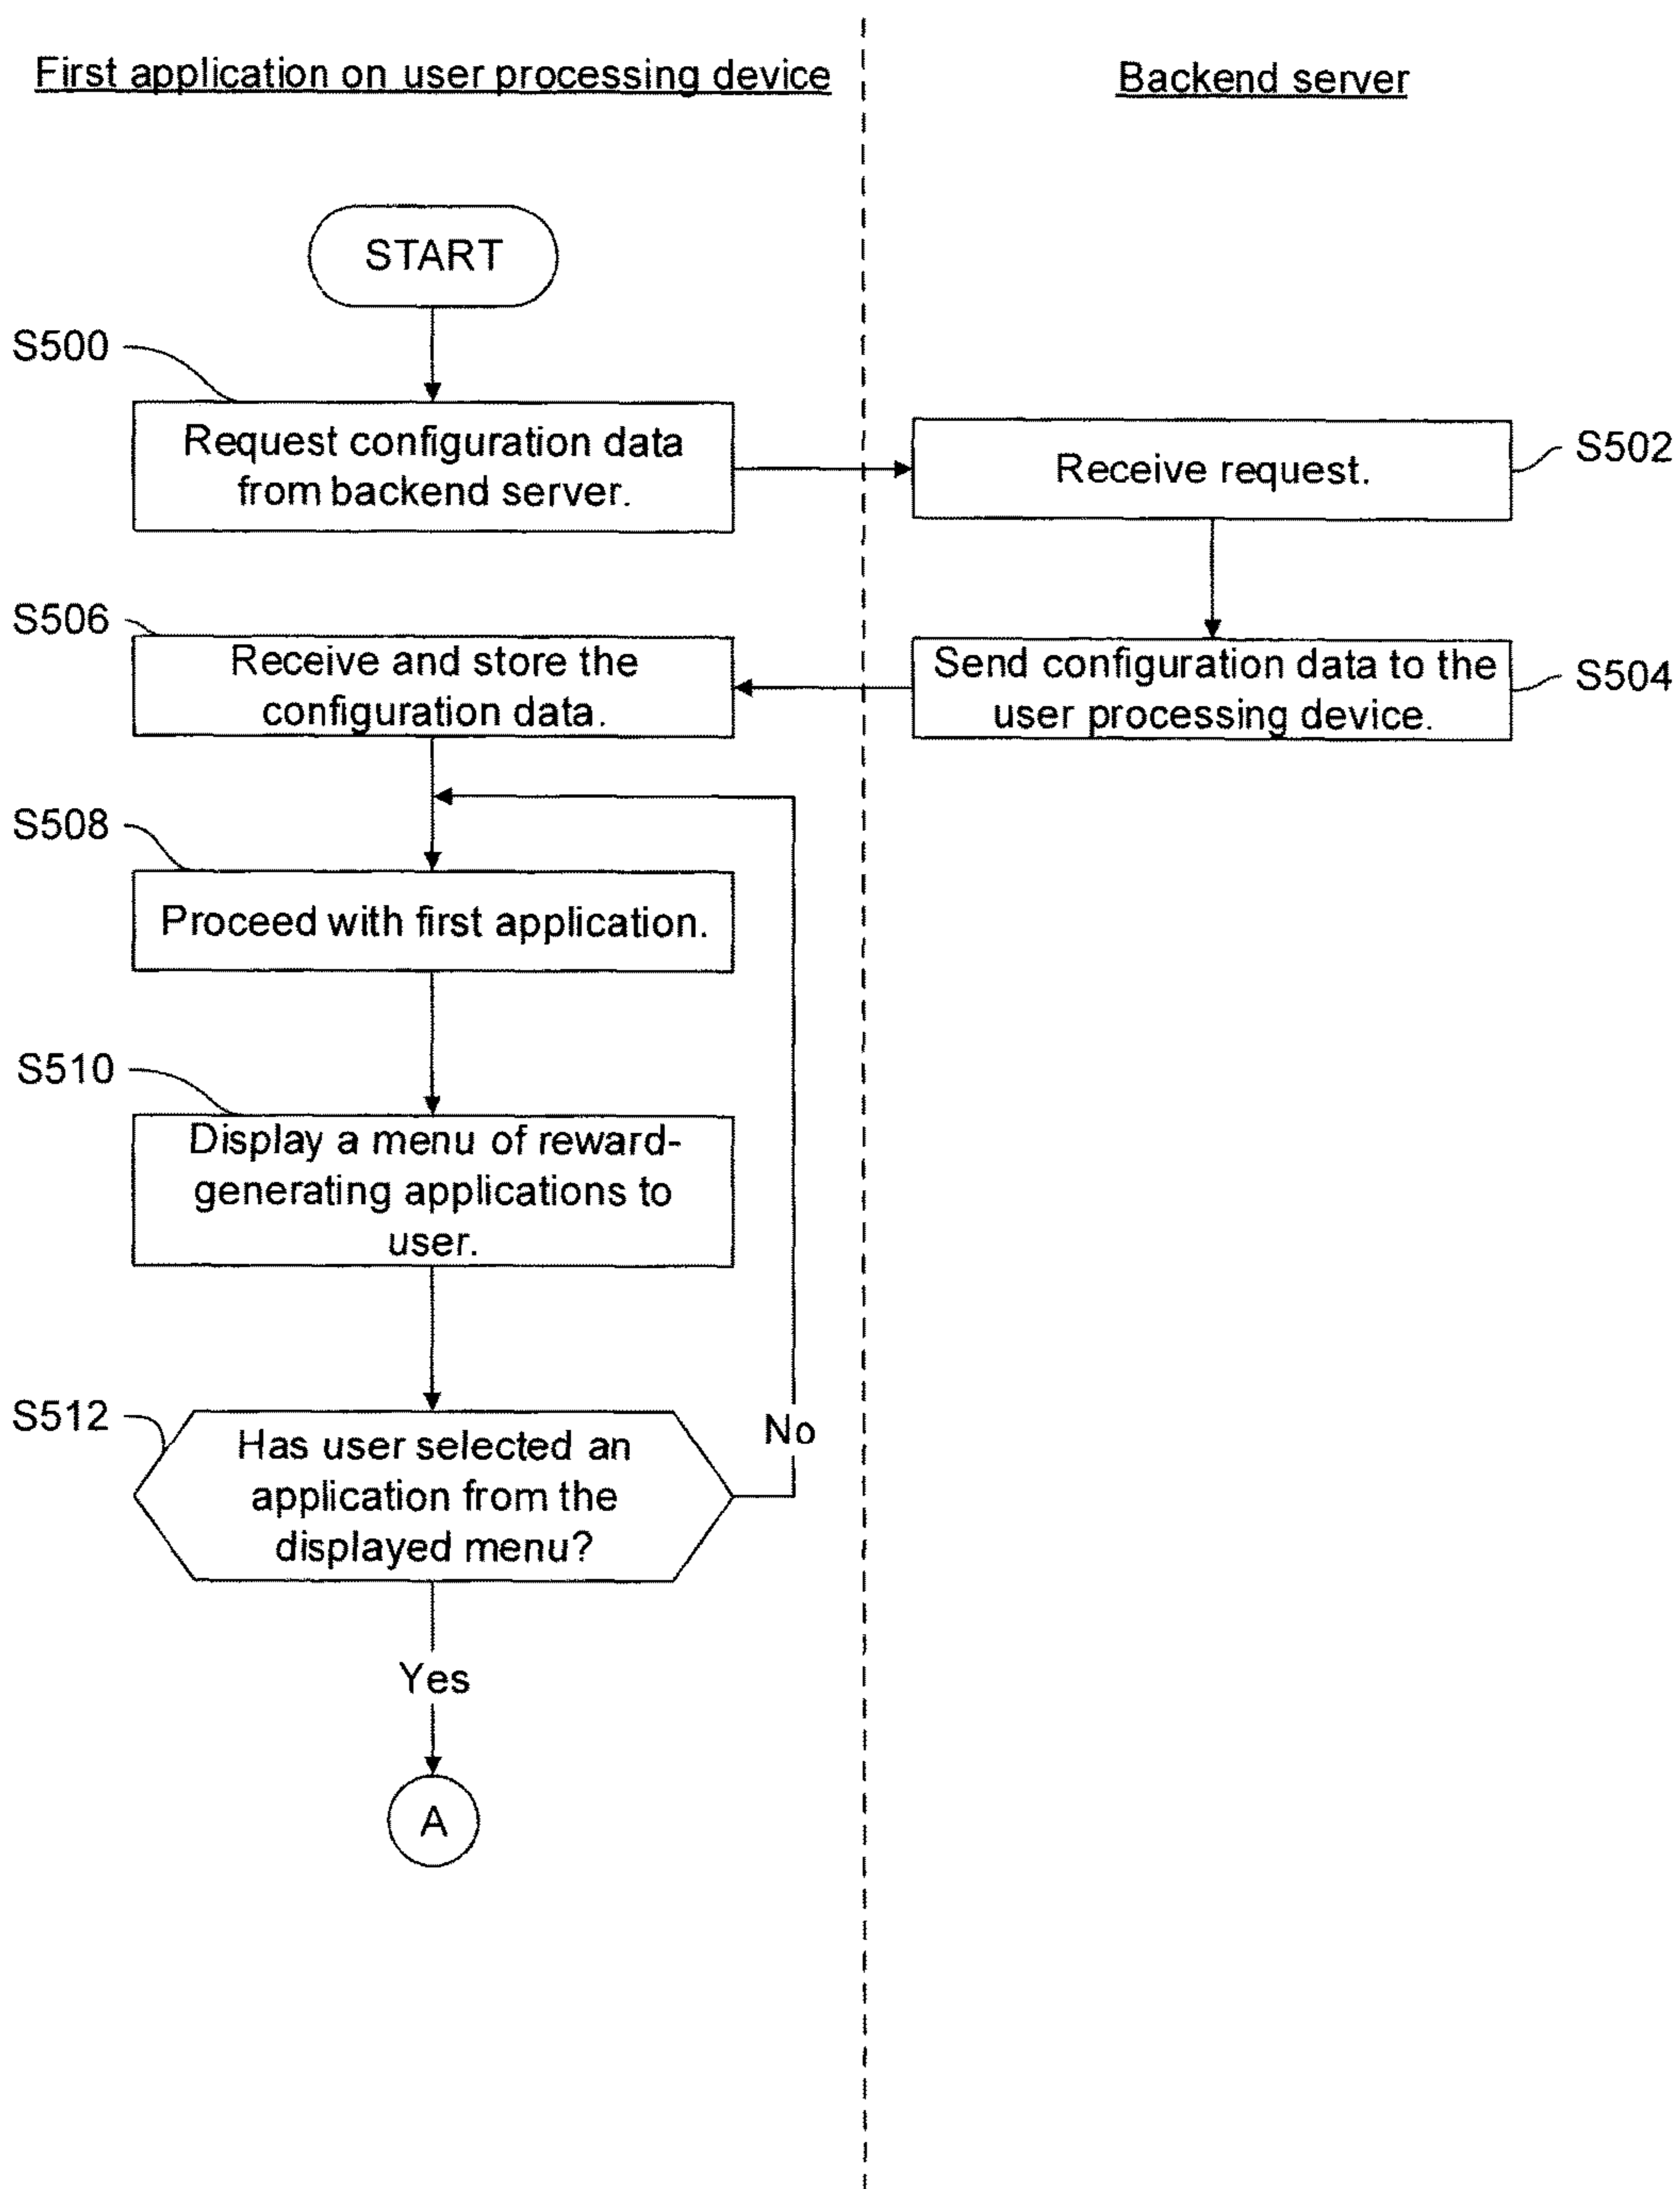 First application on user processing device
Backend server
START
S500
Request configuration data
from backend server.
Receive request.
S502
S506
Receive and store the
configuration data.
Send configuration data to the
user processing device.
S504
S508
Proceed with first application.
S510
Display a menu of reward-
generating applications to
user.
S512
Has user selected an
application from the
displayed menu?
No
Yes
A